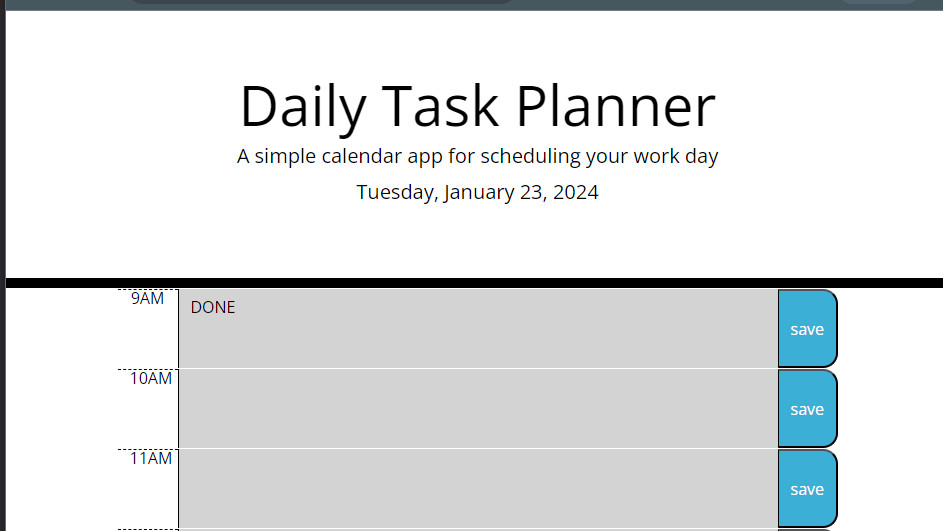 Daily Task Planner
A simple calendar app for scheduling your work day
Tuesday, January 23, 2024
9AM
DONE
save
10AM
save
11AM
save